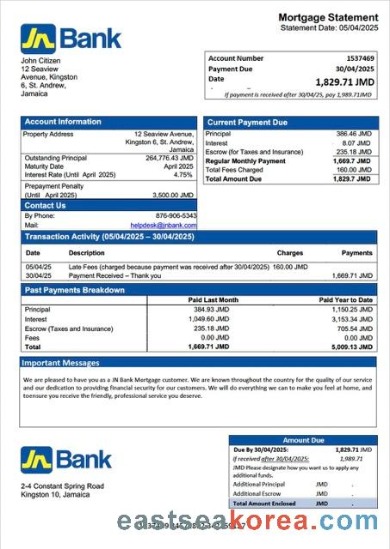 JN Bank
Mortgage Statement
Statement Date: 05/04/2025
John Citizen
12 Seaview
Avenue, Kingston
6, St. Andrew,
Jamaica
Account Number 1537469
Payment Due 30/04/2025
Date
1,829.71 JMD
if payment is received after 30/04/2025, pay 1,989.71JMD
Account Information
Property Address 12 Seaview Avenue,
Kingston 6, St. Andrew,
Jamaica
Outstanding Principal 264,776.43 JMD
Maturity Date April 2025
Interest Rate (Until April 2025) 4.75%
Prepayment Penalty
(Until April 2025) 3,500.00 JMD
Contact Us
By Phone: 876-906-5343
Mail: helpdesk@jnbank.com
Current Payment Due
Principal 386.46 JMD
Interest 8.07 JMD
Escrow (for Taxes and Insurance) 235.18 JMD
Regular Monthly Payment 1,669.7 JMD
Total Fees Charged 160.00 JMD
Total Amount Due 1,829.7 JMD
Transaction Activity (05/04/2025 – 30/04/2025)
Date Description Charges Payments
05/04/25 Late Fees (charged because payment was received after 30/04/2025) 160.00 JMD
30/04/25 Payment Received – Thank you 1,669.71 JMD
Past Payments Breakdown
Paid Last Month Paid Year to Date
Principal 384.93 JMD 1,150.25 JMD
Interest 1,049.60 JMD 3,153.34 JMD
Escrow (Taxes and Insurance) 235.18 JMD 705.54 JMD
Fees 0.00 JMD 0.00 JMD
Total 1,669.71 JMD 5,009.13 JMD
Important Messages
We are pleased to have you as a JN Bank Mortgage customer. We are known throughout the country for the quality of our service
and our dedication to providing financial security for our customers. We will do everything we can to make you feel at home, and
toensure you receive the friendly, professional service you deserve.
JN Bank
2-4 Constant Spring Road
Kingston 10, Jamaica
Amount Due
Due By 30/04/2025: 1,829.71 JMD
if received after 30/04/2025: 1,989.71
JMD Please designate how you want us to apply any
additional funds.
Additional Principal JMD .
Additional Escrow JMD .
Total Amount Enclosed JMD .
eastseakorea.com